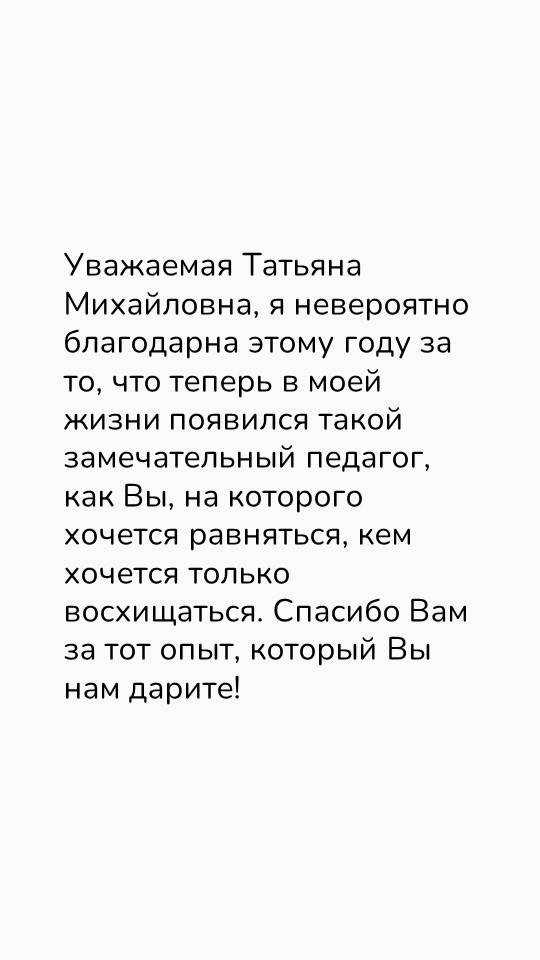 Уважаемая Татьяна
Михайловна, я невероятно
благодарна этому году за
то, что теперь в моей
жизни появился такой
замечательный педагог,
как Вы, на которого
хочется равняться, кем
хочется только
восхищаться. Спасибо Вам
за тот опыт, который Вы
нам дарите!